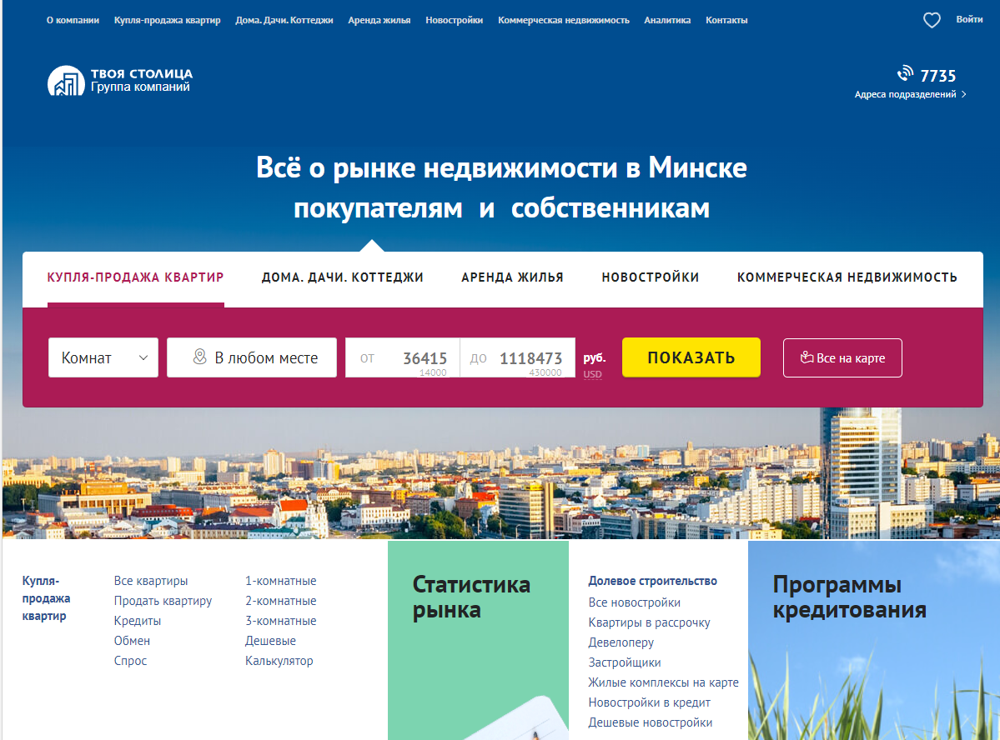 О компании Купля-продажа квартир Дома. Дачи. Коттеджи Аренда жилья Новостройки Коммерческая недвижимость Аналитика Контакты Войти
ТВОЯ СТОЛИЦА
Группа компаний
7735
Адреса подразделений
Всё о рынке недвижимости в Минске
покупателям и собственникам
КУПЛЯ-ПРОДАЖА КВАРТИР ДОМА. ДАЧИ. КОТТЕДЖИ АРЕНДА ЖИЛЬЯ НОВОСТРОЙКИ КОММЕРЧЕСКАЯ НЕДВИЖИМОСТЬ
Комнат В любом месте ОТ 36415 ДО 1118473 руб. ПОКАЗАТЬ Все на карте
14000 430000 USD
Купля-
продажа
квартир
Все квартиры
Продать квартиру
Кредиты
Обмен
Спрос
1-комнатные
2-комнатные
3-комнатные
Дешевые
Калькулятор
Статистика
рынка
Долевое строительство
Все новостройки
Квартиры в рассрочку
Девелоперу
Застройщики
Жилые комплексы на карте
Новостройки в кредит
Дешевые новостройки
Программы
кредитования